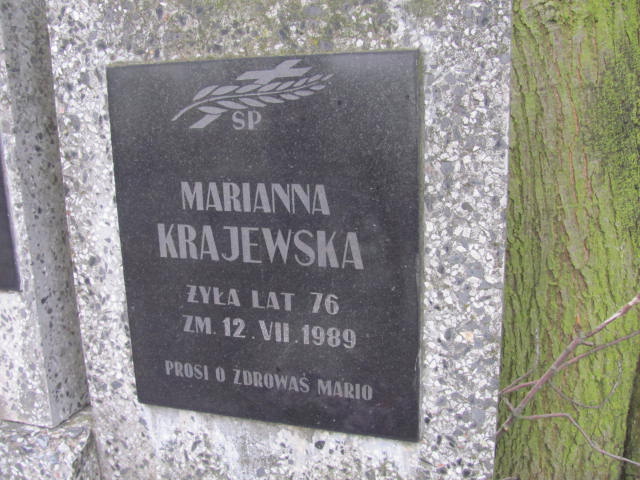 SP
MARIANNA
KRAJEWSKA
ŻYŁA LAT 76
ZM. 12. VII. 1989
PROSI O ZDROWAŚ MARIO